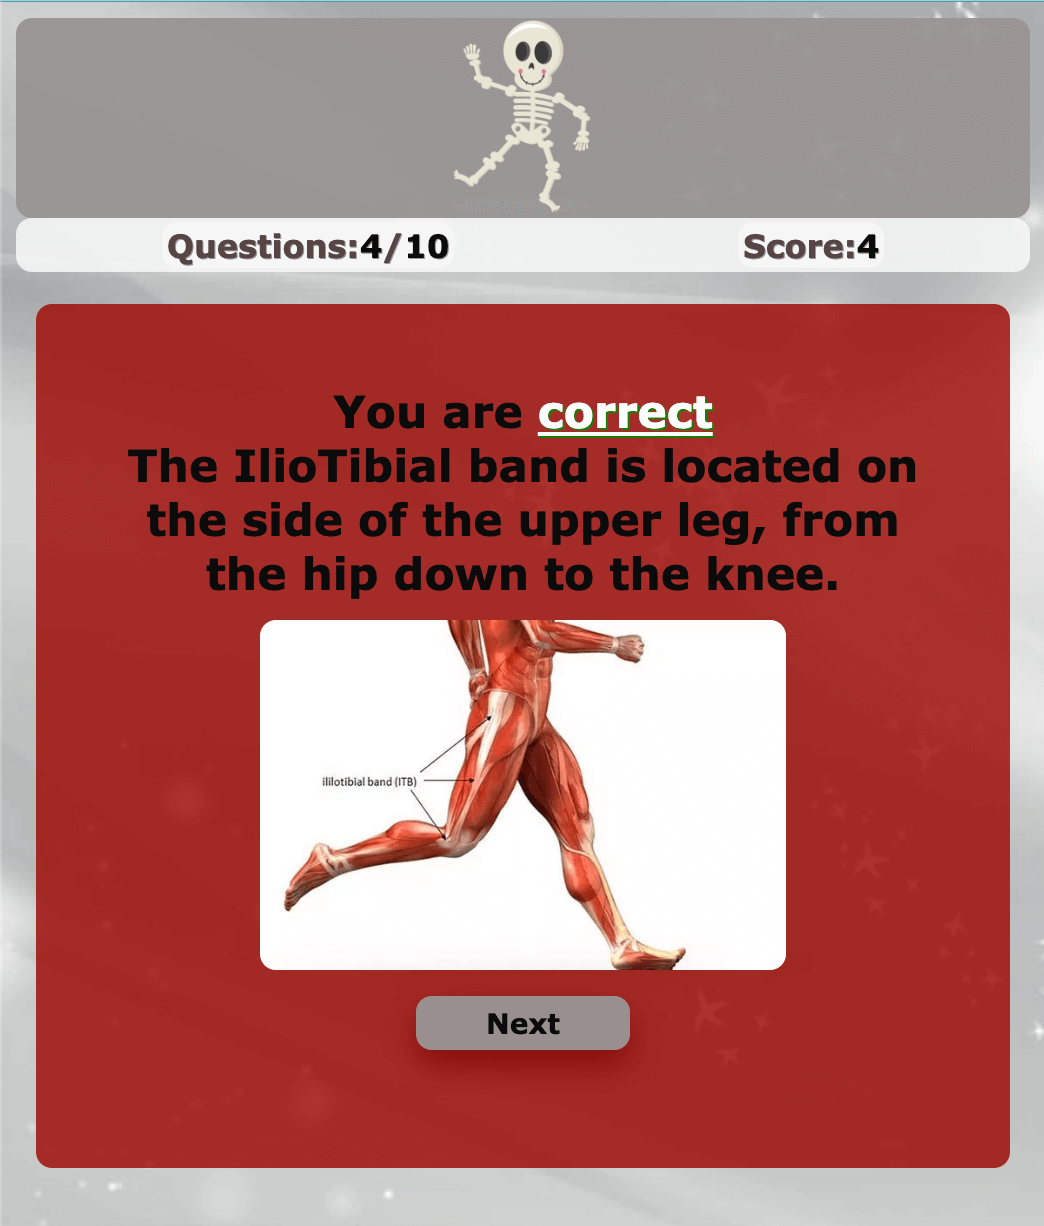 Questions:4/10
Score:4
You are correct
The IlioTibial band is located on
the side of the upper leg, from
the hip down to the knee.
ililotibial band (ITB)
Next